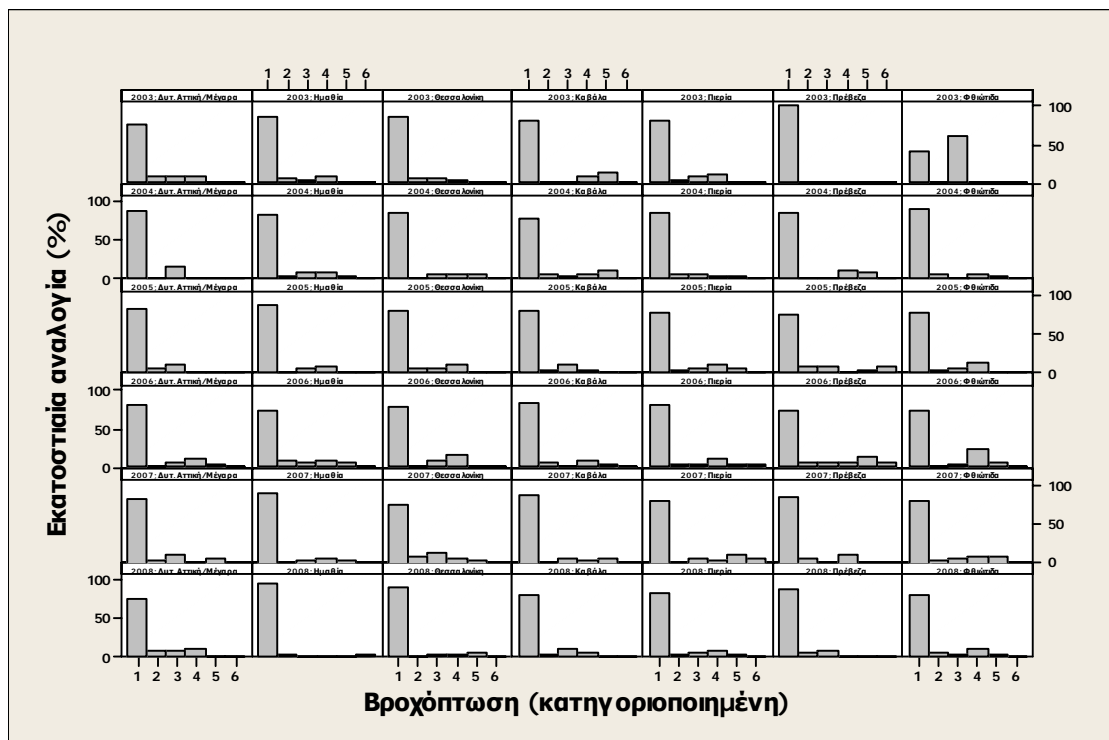 1 2 3 4 5 6 1 2 3 4 5 6 1 2 3 4 5 6
2003; Δυτ. Αττική/Μέγαρα 2003; Ημαθία 2003; Θεσσαλονίκη 2003; Καβάλα 2003; Πιερία 2003; Πρέβεζα 2003; Φθιώτιδα
100
50
0
2004; Δυτ. Αττική/Μέγαρα 2004; Ημαθία 2004; Θεσσαλονίκη 2004; Καβάλα 2004; Πιερία 2004; Πρέβεζα 2004; Φθιώτιδα
100
50
0
2005; Δυτ. Αττική/Μέγαρα 2005; Ημαθία 2005; Θεσσαλονίκη 2005; Καβάλα 2005; Πιερία 2005; Πρέβεζα 2005; Φθιώτιδα
100
50
0
2006; Δυτ. Αττική/Μέγαρα 2006; Ημαθία 2006; Θεσσαλονίκη 2006; Καβάλα 2006; Πιερία 2006; Πρέβεζα 2006; Φθιώτιδα
100
50
0
2007; Δυτ. Αττική/Μέγαρα 2007; Ημαθία 2007; Θεσσαλονίκη 2007; Καβάλα 2007; Πιερία 2007; Πρέβεζα 2007; Φθιώτιδα
100
50
0
2008; Δυτ. Αττική/Μέγαρα 2008; Ημαθία 2008; Θεσσαλονίκη 2008; Καβάλα 2008; Πιερία 2008; Πρέβεζα 2008; Φθιώτιδα
100
50
0
1 2 3 4 5 6 1 2 3 4 5 6 1 2 3 4 5 6 1 2 3 4 5 6
Εκατοστιαία αναλογία (%)
Βροχόπτωση (κατηγοριοποιημένη)